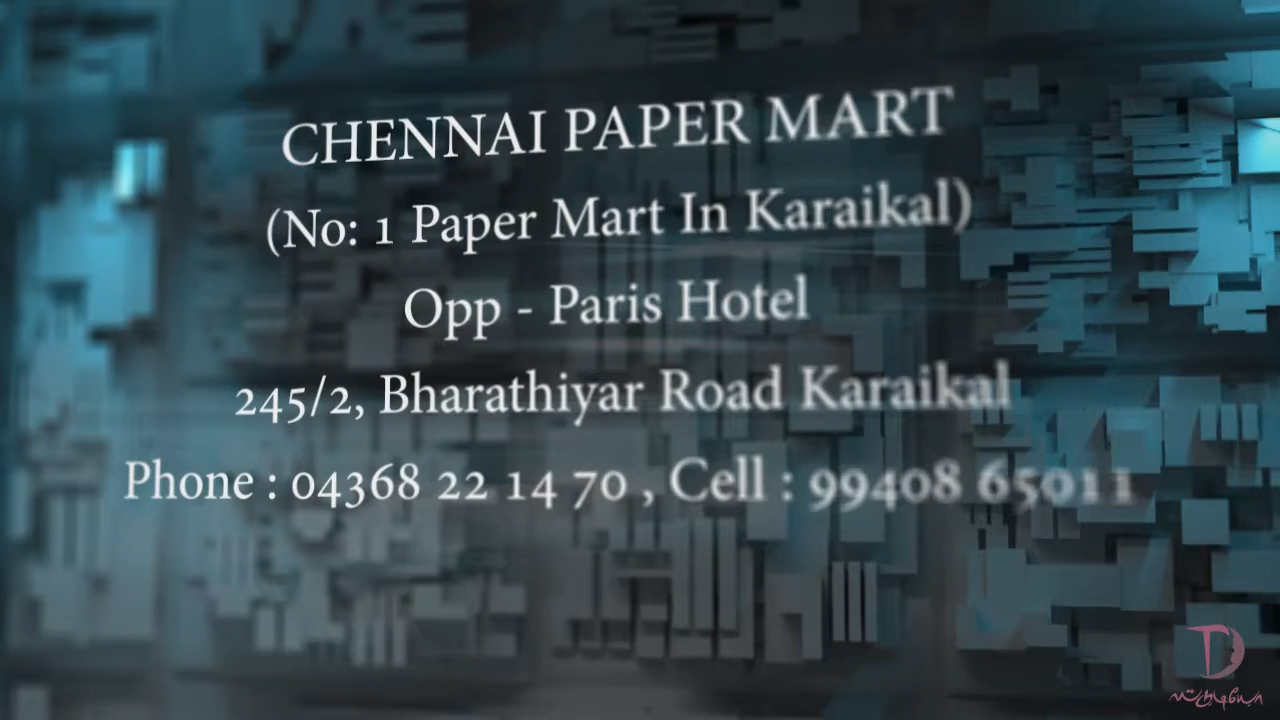 CHENNAI PAPER MART
(No: 1 Paper Mart In Karaikal)
Opp - Paris Hotel
245/2, Bharathiyar Road Karaikal
Phone : 04368 22 14 70 , Cell : 99408 65011
D